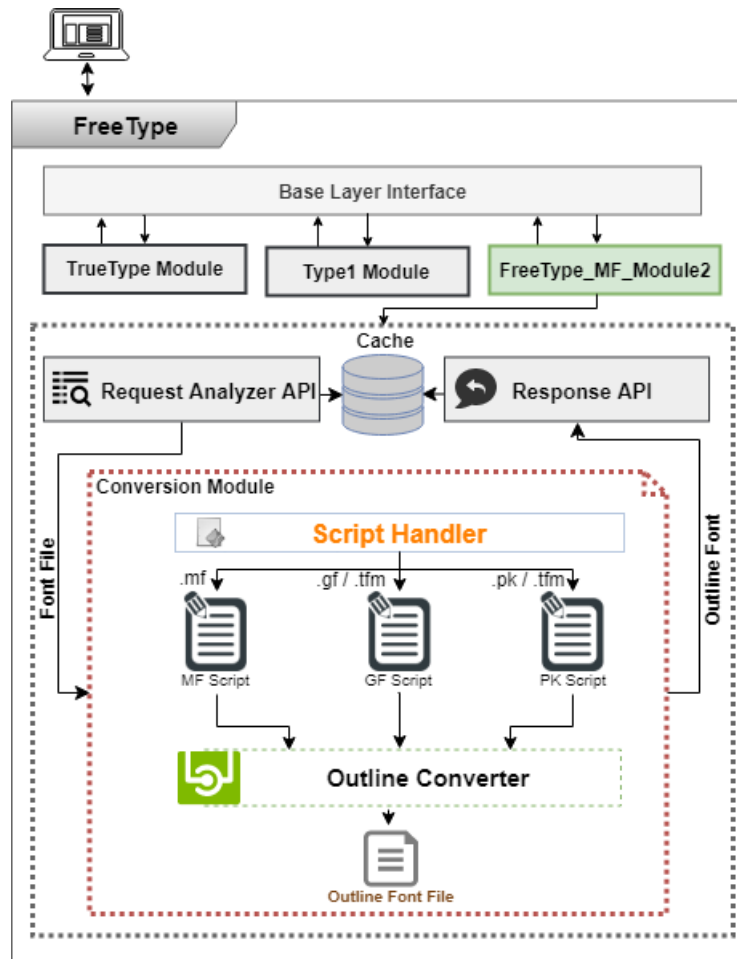 FreeType
Base Layer Interface
TrueType Module
Type1 Module
FreeType_MF_Module2
Cache
Request Analyzer API
Response API
Conversion Module
Script Handler
Font File
Outline Font
.mf
.gf / .tfm
.pk / .tfm
MF Script
GF Script
PK Script
Outline Converter
Outline Font File